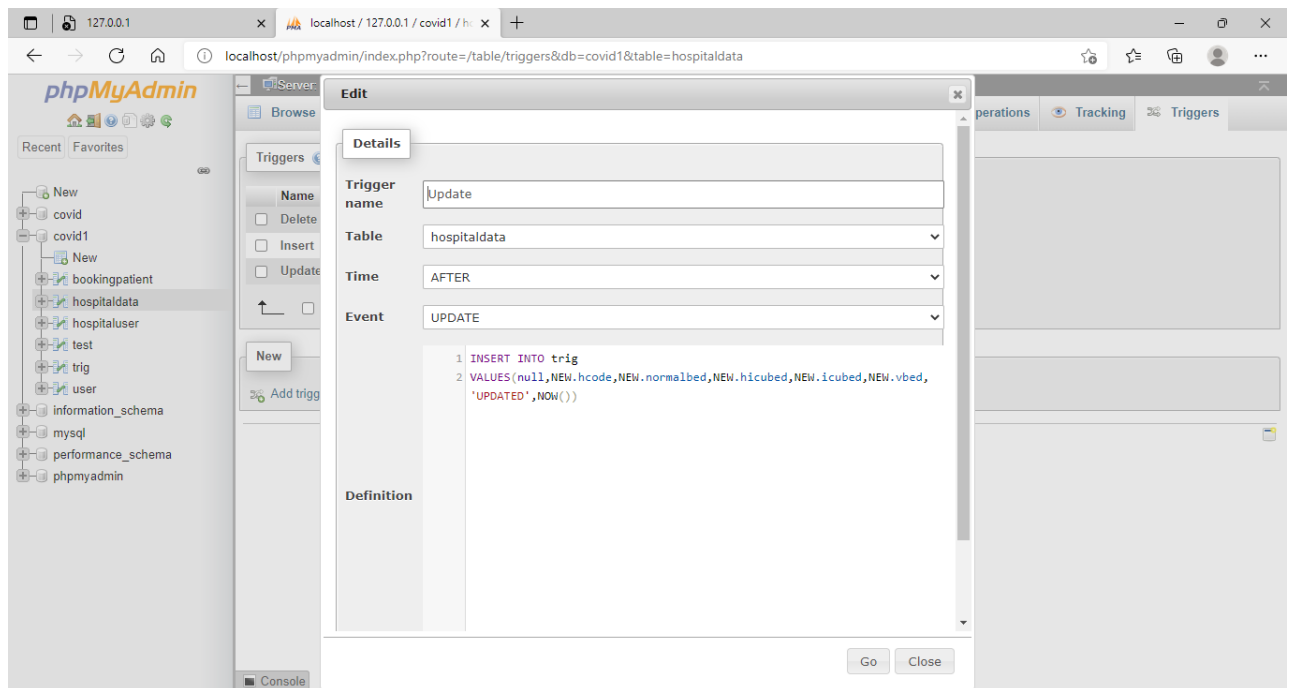 127.0.0.1
localhost / 127.0.0.1 / covid1 / h
localhost/phpmyadmin/index.php?route=/table/triggers&db=covid1&table=hospitaldata
phpMyAdmin
Recent Favorites
New
covid
covid1
New
bookingpatient
hospitaldata
hospitaluser
test
trig
user
information_schema
mysql
performance_schema
phpmyadmin
Server
Browse
perations
Tracking
Triggers
Triggers
Name
Delete
Insert
Update
New
Add trigg
Console
Edit
Details
Trigger name
Update
Table
hospitaldata
Time
AFTER
Event
UPDATE
Definition
1 INSERT INTO trig
2 VALUES(null,NEW.hcode,NEW.normalbed,NEW.hicubed,NEW.icubed,NEW.vbed,
'UPDATED',NOW())
Go Close